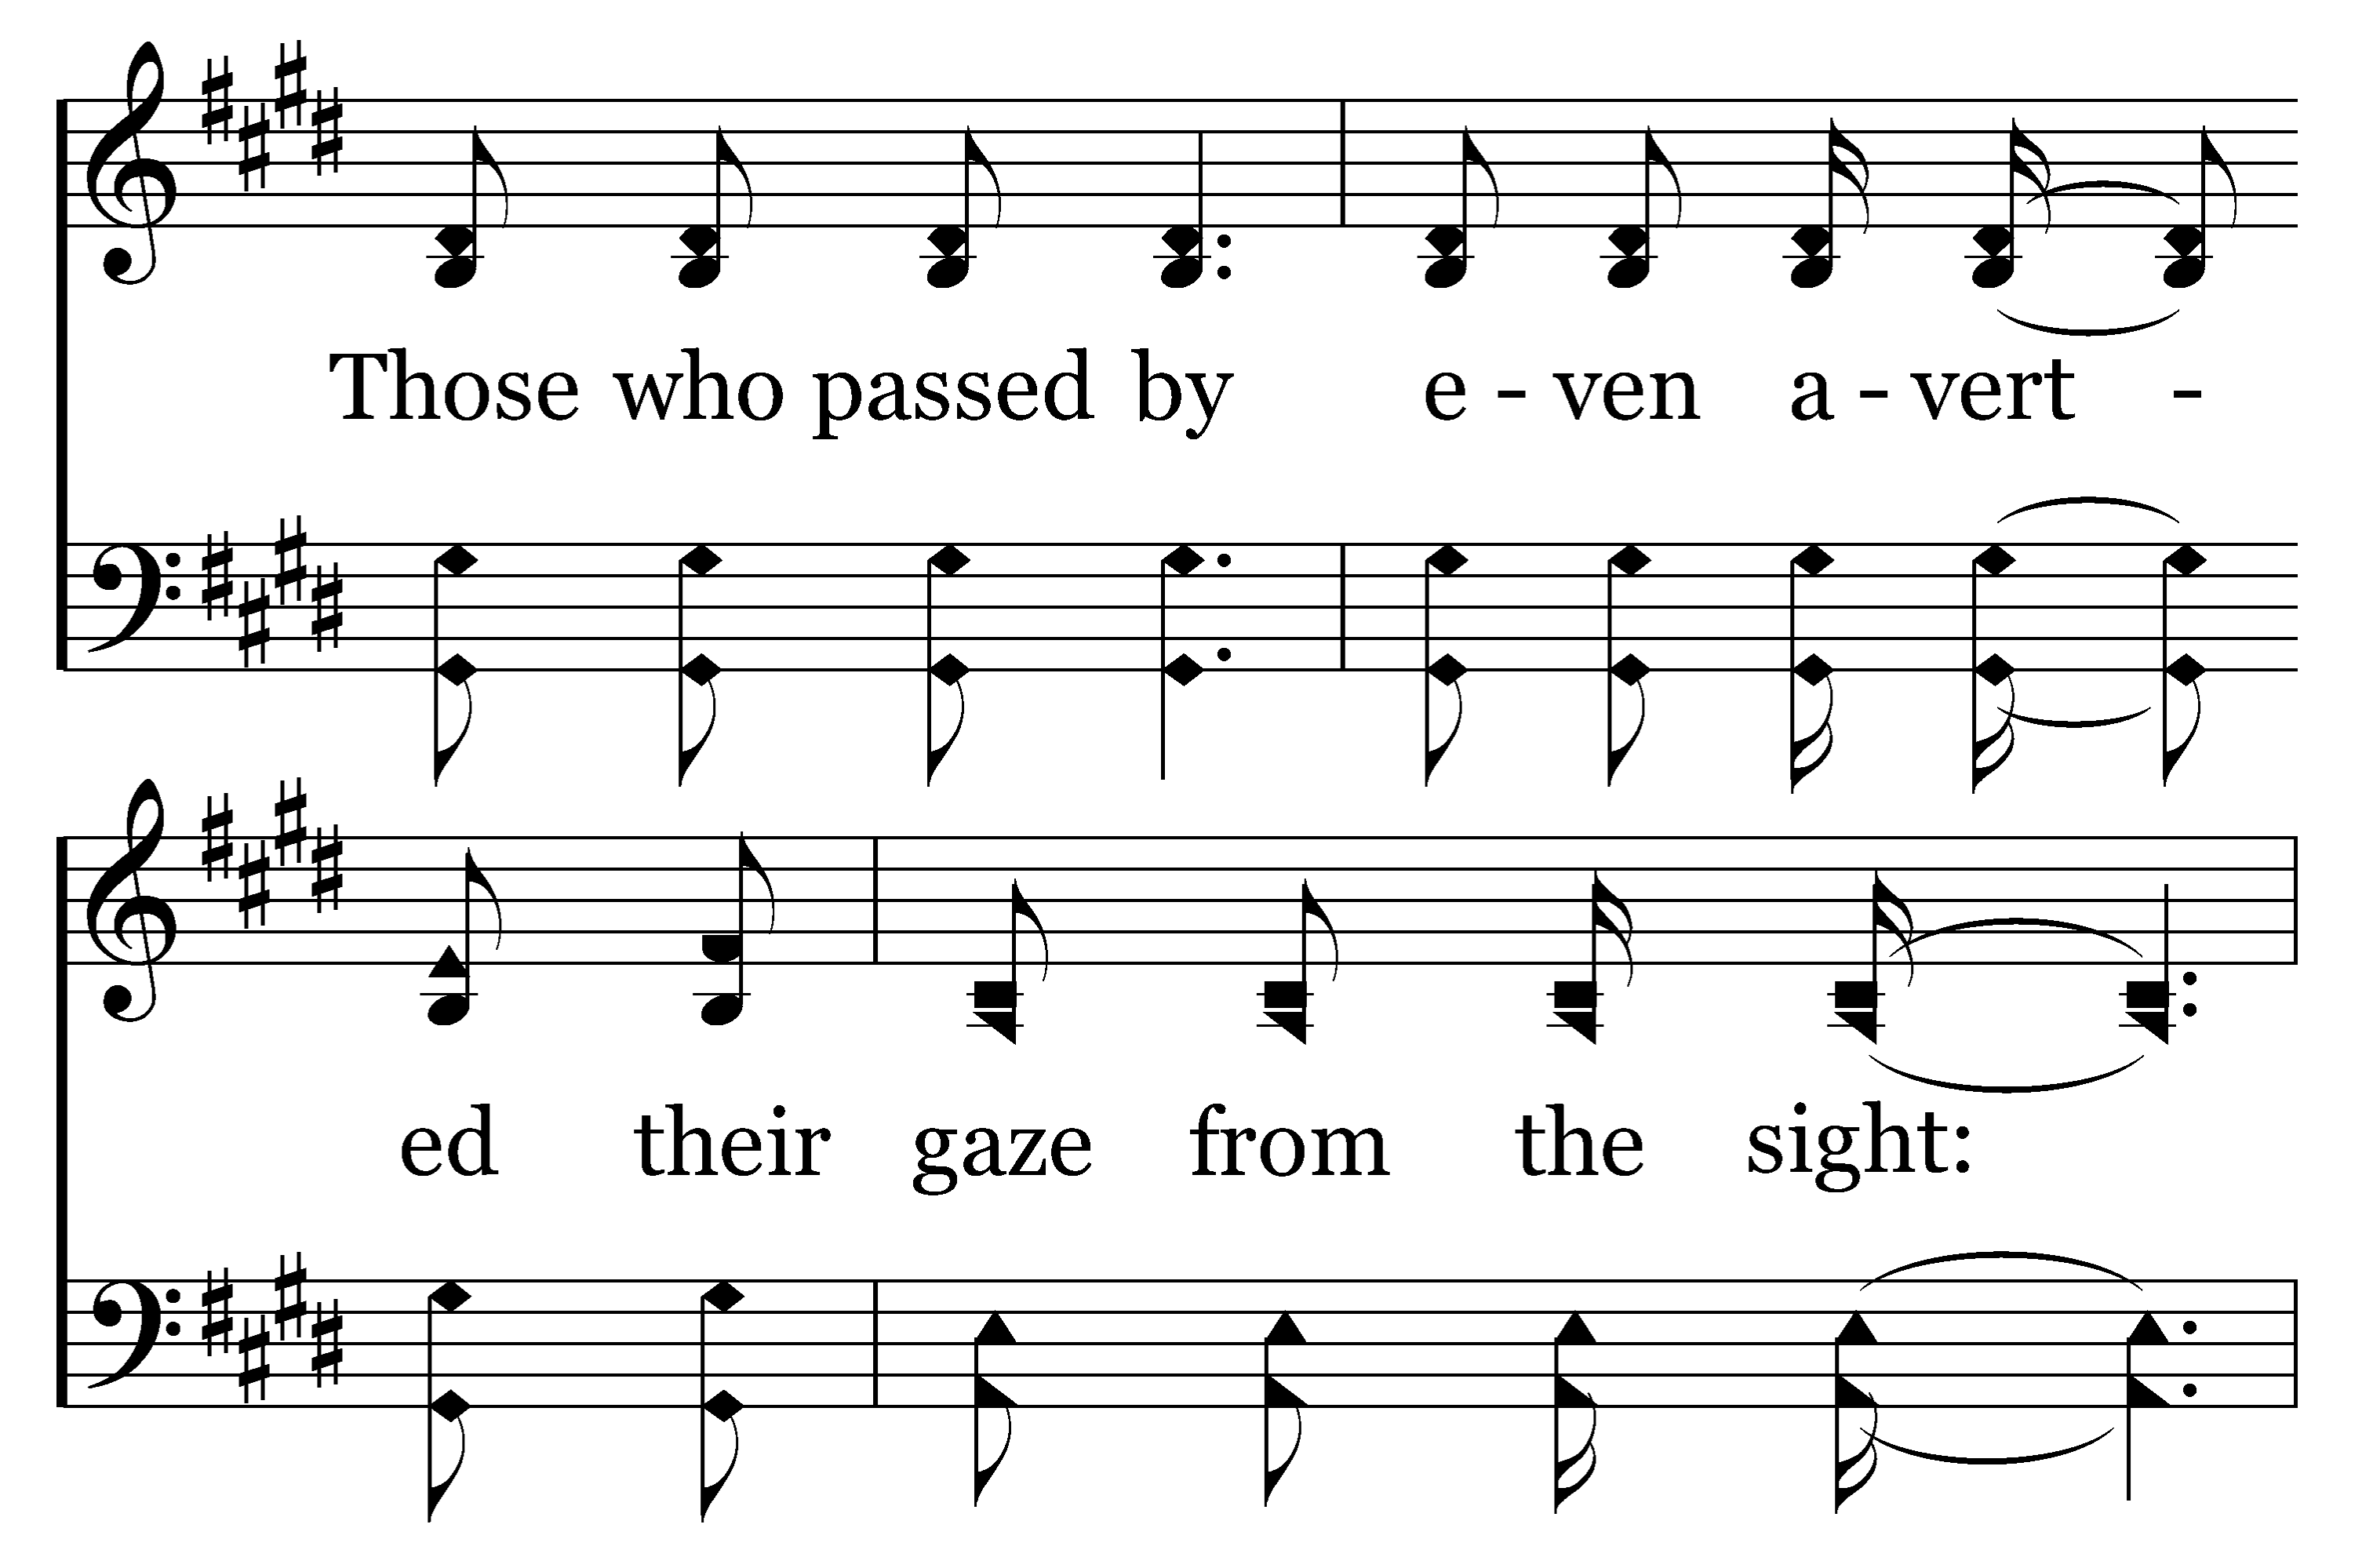 Those who passed by e - ven a - vert -
ed their gaze from the sight: